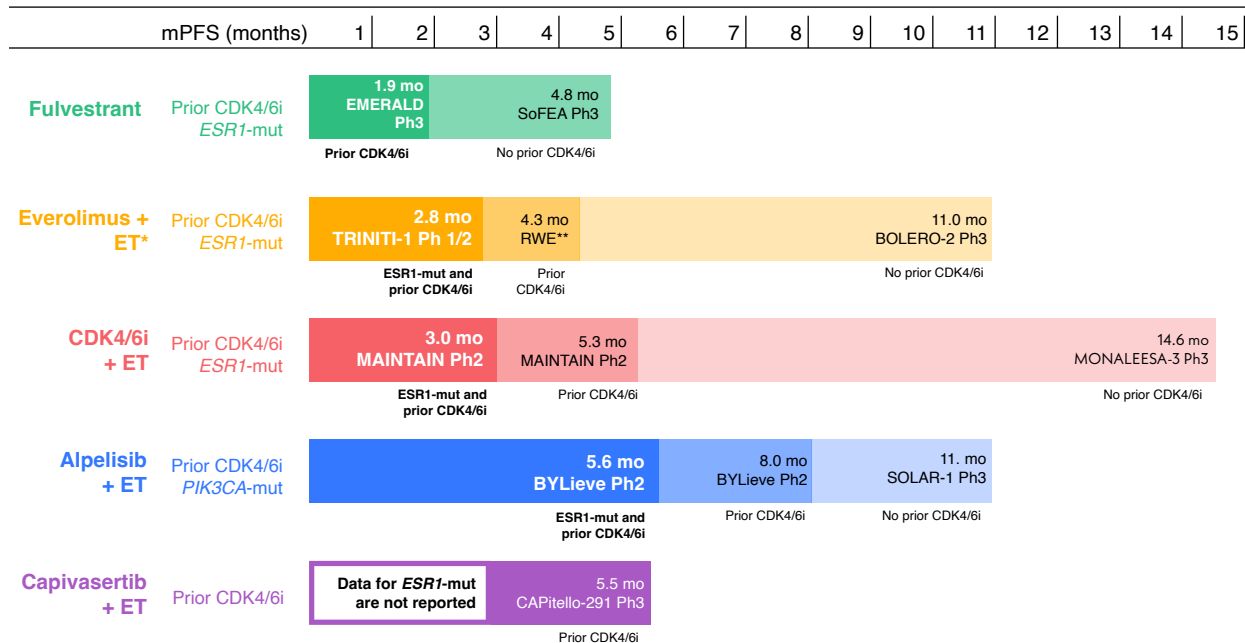 mPFS (months) 1 2 3 4 5 6 7 8 9 10 11 12 13 14 15
Fulvestrant
Prior CDK4/6i
ESR1-mut
1.9 mo
EMERALD
Ph3
4.8 mo
SoFEA Ph3
Prior CDK4/6i
No prior CDK4/6i
Everolimus +
ET*
Prior CDK4/6i
ESR1-mut
2.8 mo
TRINITI-1 Ph 1/2
4.3 mo
RWE**
11.0 mo
BOLERO-2 Ph3
ESR1-mut and
prior CDK4/6i
Prior
CDK4/6i
No prior CDK4/6i
CDK4/6i
+ ET
Prior CDK4/6i
ESR1-mut
3.0 mo
MAINTAIN Ph2
5.3 mo
MAINTAIN Ph2
14.6 mo
MONALEESA-3 Ph3
ESR1-mut and
prior CDK4/6i
Prior CDK4/6i
No prior CDK4/6i
Alpelisib
+ ET
Prior CDK4/6i
PIK3CA-mut
5.6 mo
BYLieve Ph2
8.0 mo
BYLieve Ph2
11. mo
SOLAR-1 Ph3
ESR1-mut and
prior CDK4/6i
Prior CDK4/6i
No prior CDK4/6i
Capivasertib
+ ET
Prior CDK4/6i
Data for ESR1-mut
are not reported
5.5 mo
CAPitello-291 Ph3
Prior CDK4/6i